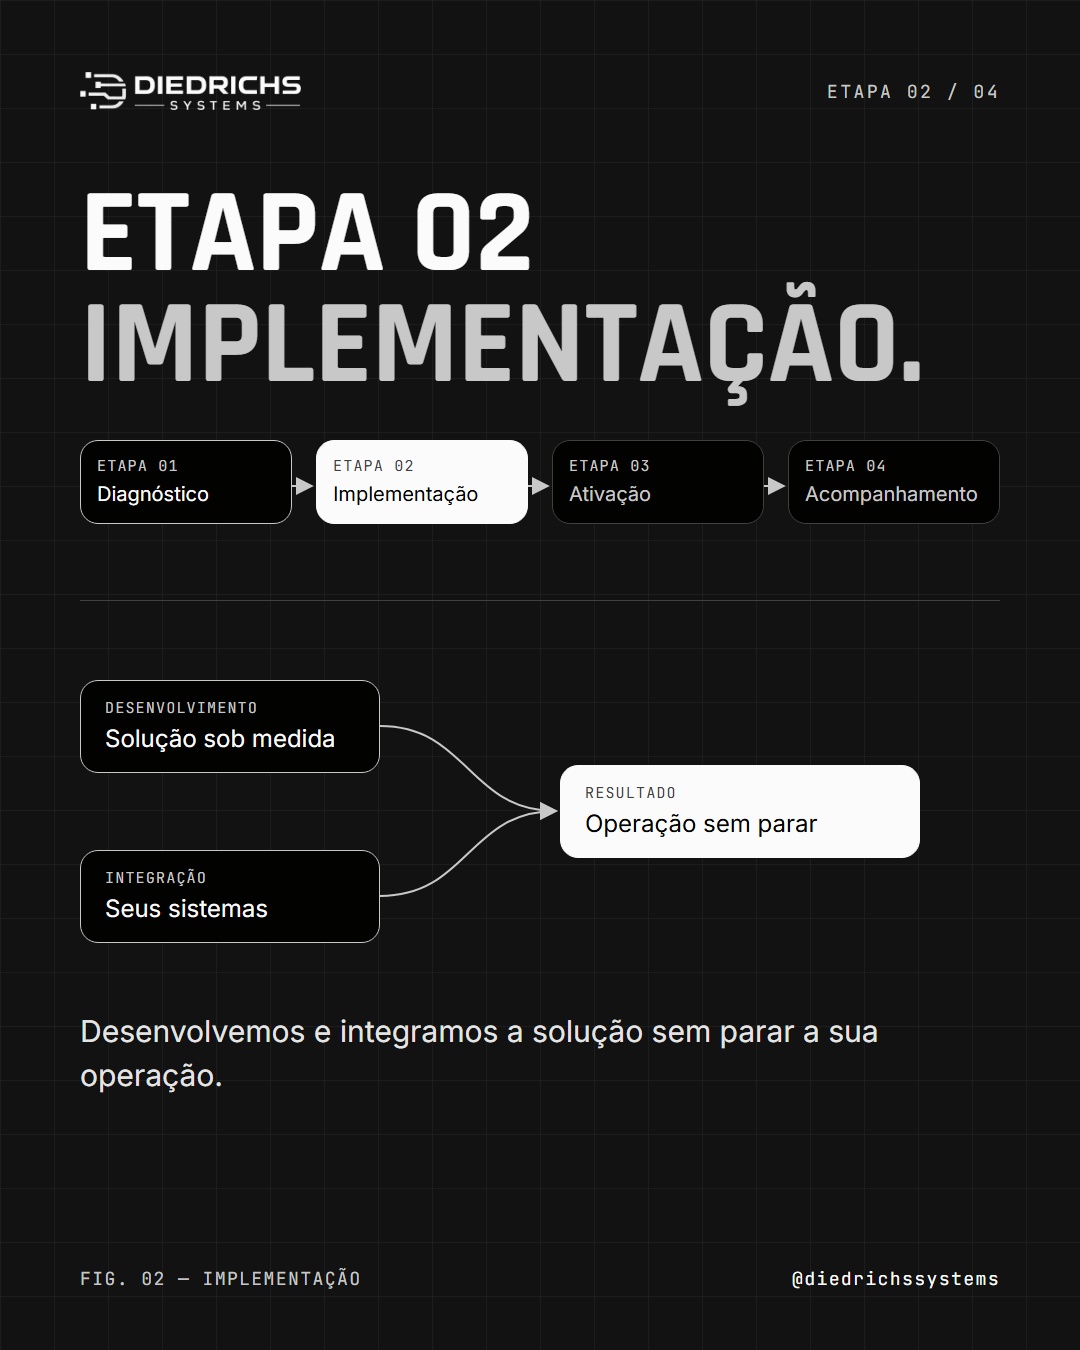 DIEDRICHS
SYSTEMS
ETAPA 02 / 04
ETAPA 02
IMPLEMENTAÇÃO.
ETAPA 01
Diagnóstico
ETAPA 02
Implementação
ETAPA 03
Ativação
ETAPA 04
Acompanhamento
DESENVOLVIMENTO
Solução sob medida
RESULTADO
Operação sem parar
INTEGRAÇÃO
Seus sistemas
Desenvolvemos e integramos a solução sem parar a sua
operação.
FIG. 02 — IMPLEMENTAÇÃO
@diedrichssystems